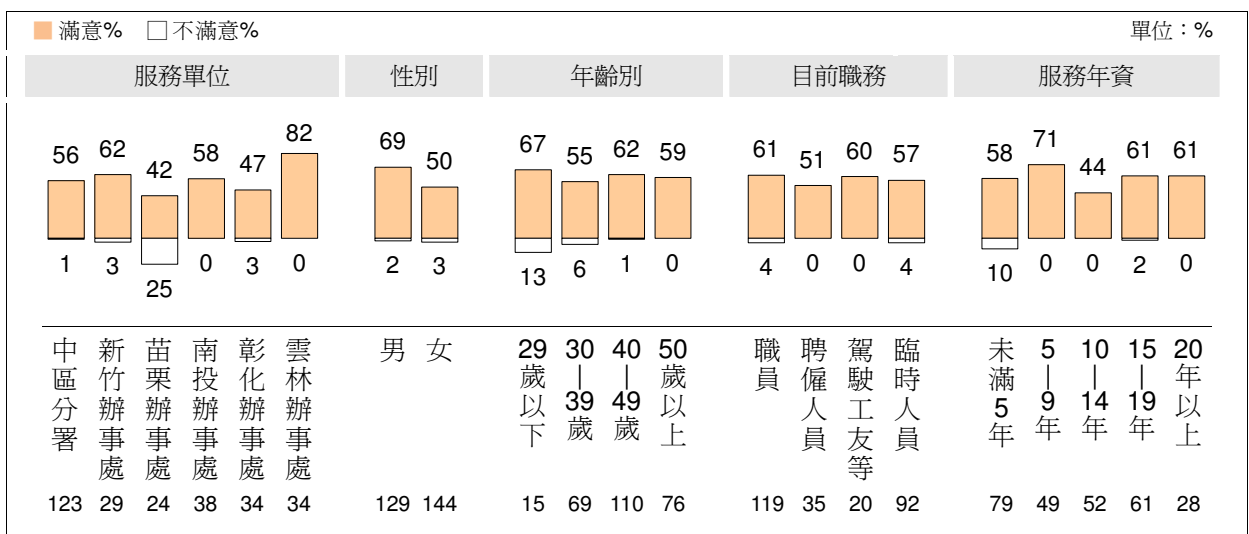 滿意% 不滿意% 單位：%
服務單位 性別 年齡別 目前職務 服務年資
56 62 42 58 47 82 69 50 67 55 62 59 61 51 60 57 58 71 44 61 61
1 3 25 0 3 0 2 3 13 6 1 0 4 0 0 4 10 0 0 2 0
中區分署
新竹辦事處
苗栗辦事處
南投辦事處
彰化辦事處
雲林辦事處
男
女
29歲以下
30｜39歲
40｜49歲
50歲以上
職員
聘僱人員
駕駛工友等
臨時人員
未滿5年
5｜9年
10｜14年
15｜19年
20年以上
123 29 24 38 34 34 129 144 15 69 110 76 119 35 20 92 79 49 52 61 28